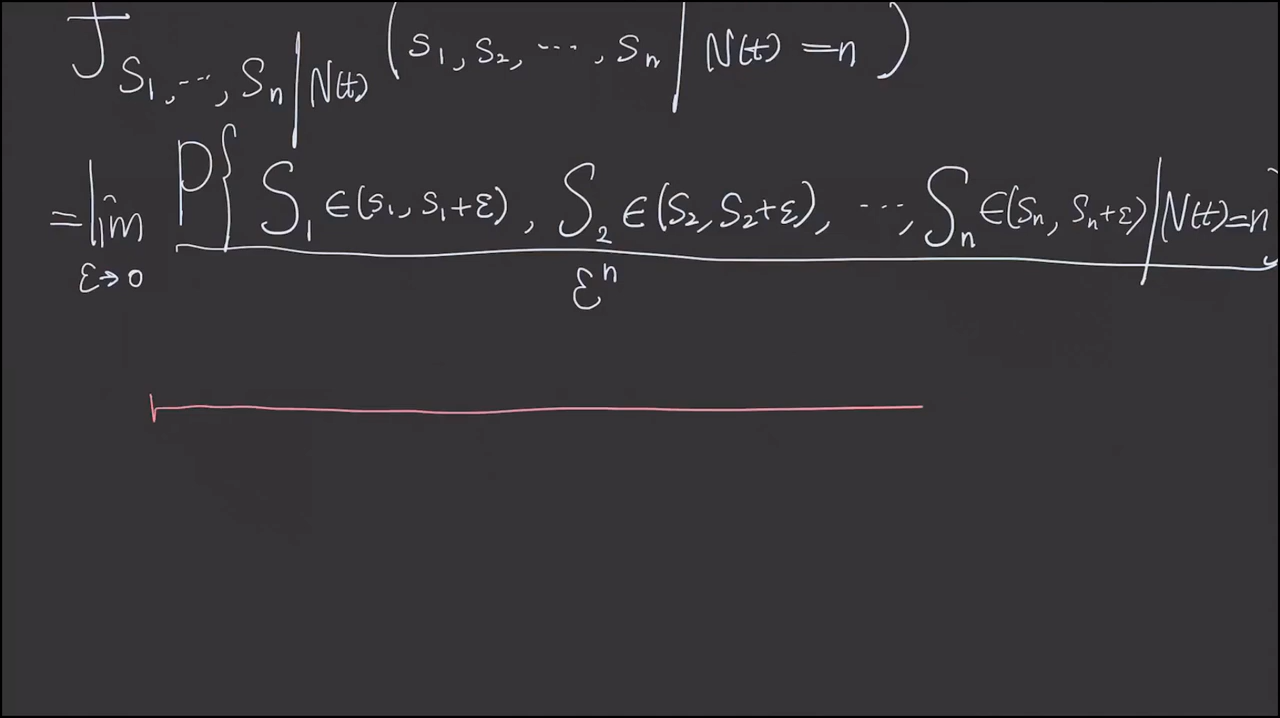 f_{S_1, ..., S_n | N(t)} ( s_1, s_2, ..., s_n | N(t) = n )
= lim_{ε→0} P{ S_1 ∈ (s_1, s_1+ε), S_2 ∈ (s_2, s_2+ε), ..., S_n ∈ (s_n, s_n+ε) | N(t)=n }
ε^n